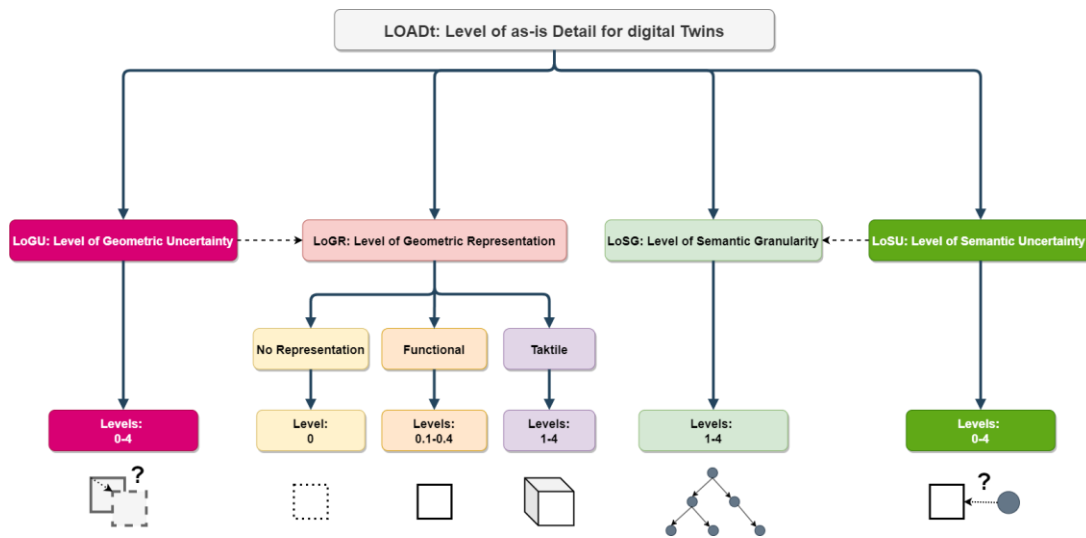 LOADt: Level of as-is Detail for digital Twins
LoGU: Level of Geometric Uncertainty
LoGR: Level of Geometric Representation
LoSG: Level of Semantic Granularity
LoSU: Level of Semantic Uncertainty
No Representation
Functional
Taktile
Levels:
0-4
Level:
0
Levels:
0.1-0.4
Levels:
1-4
Levels:
1-4
Levels:
0-4
?
?